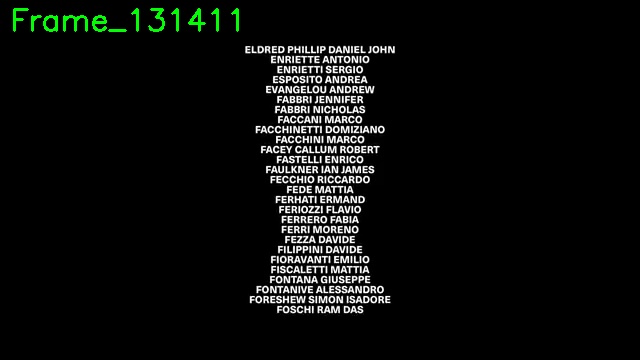 Frame_131411
ELDRED PHILLIP DANIEL JOHN
ENRIETTE ANTONIO
ENRIETTI SERGIO
ESPOSITO ANDREA
EVANGELOU ANDREW
FABBRI JENNIFER
FABBRI NICHOLAS
FACCANI MARCO
FACCHINETTI DOMIZIANO
FACCHINI MARCO
FACEY CALLUM ROBERT
FASTELLI ENRICO
FAULKNER IAN JAMES
FECCHIO RICCARDO
FEDE MATTIA
FERHATI ERMAND
FERIOZZI FLAVIO
FERRERO FABIA
FERRI MORENO
FEZZA DAVIDE
FILIPPINI DAVIDE
FIORAVANTI EMILIO
FISCALETTI MATTIA
FONTANA GIUSEPPE
FONTANIVE ALESSANDRO
FORESHEW SIMON ISADORE
FOSCHI RAM DAS